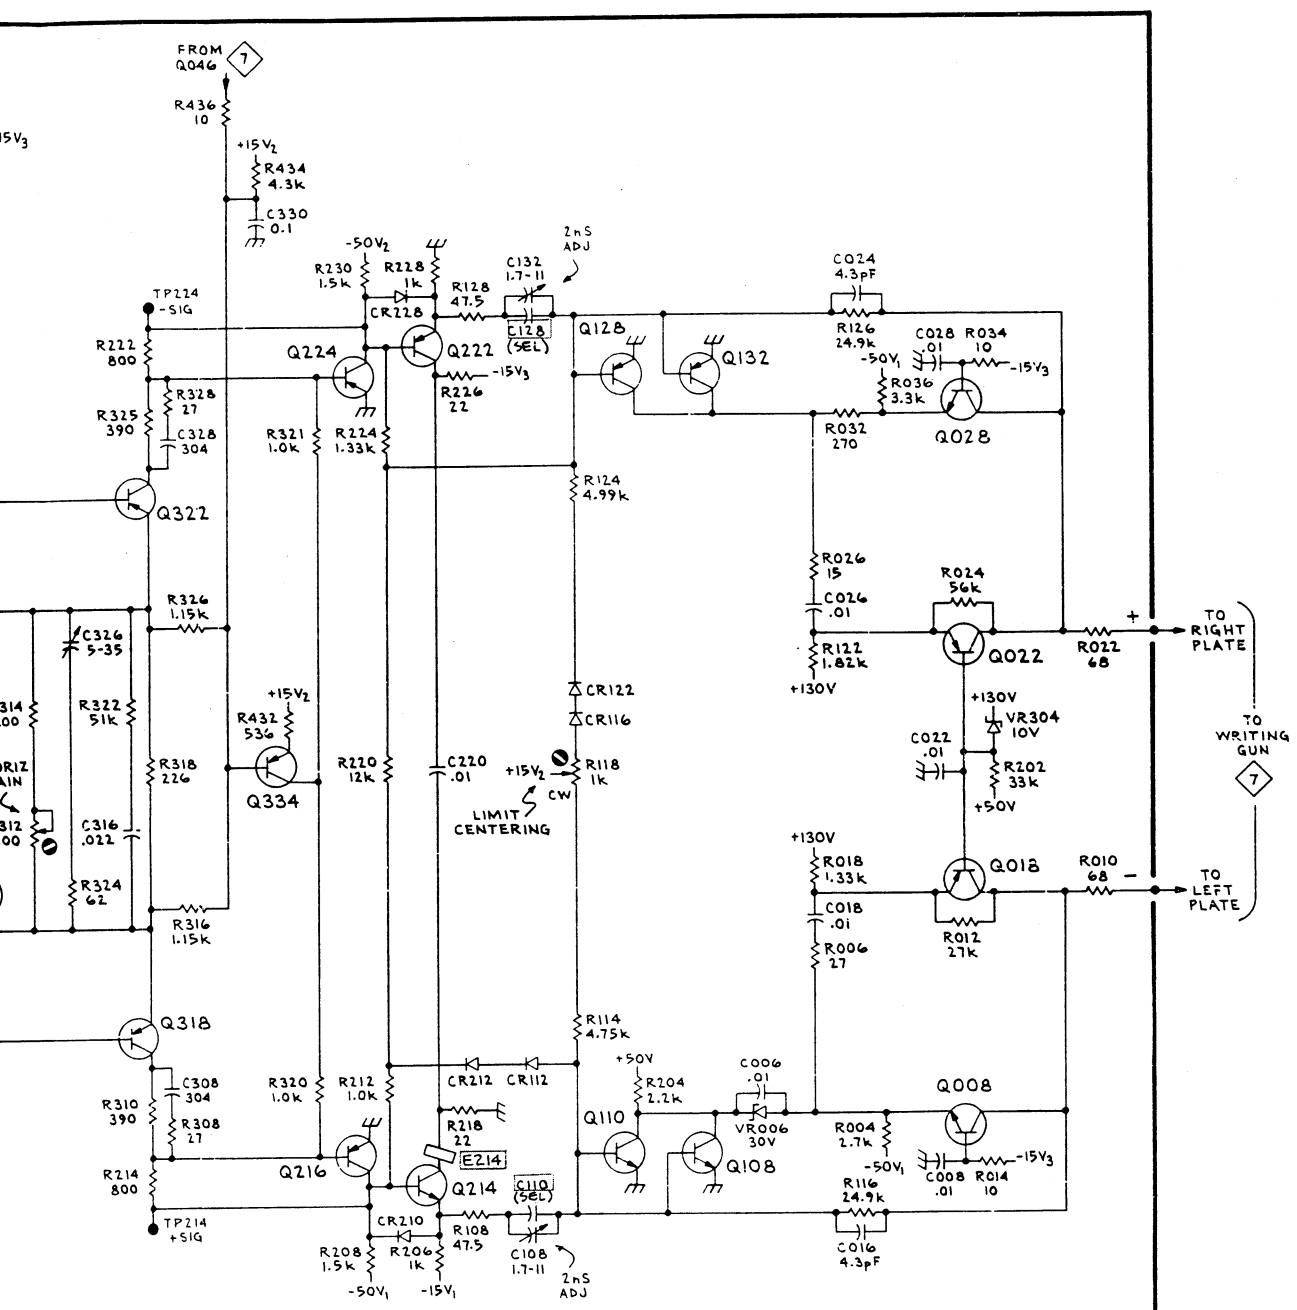 FROM
Q046
7
R436
10
15V3
+15V2
R434
4.3K
C330
0.1
-50V2
R230
1.5K
R228
1K
CR228
R128
47.5
C132
1.7-11
2nS
ADJ
C128
(SEL)
Q128
Q132
C024
4.3pF
R126
24.9K
C028
.01
R034
10
-15V3
-50V1
R036
3.3K
R032
270
Q028
TP224
-SIG
R222
800
Q224
Q222
R226
22
-15V3
R328
27
R325
390
C328
304
R321
1.0K
R224
1.33K
R124
4.99K
Q322
R026
15
C026
.01
R024
56K
R122
1.82K
+130V
Q022
+
R022
68
TO
RIGHT
PLATE
R326
1.15K
C326
5-35
314
00
R322
51K
+15V2
R432
536
Q334
R318
226
R220
12K
C220
.01
CR122
CR116
+15V2
R118
1K
CW
LIMIT
CENTERING
+130V
VR304
10V
C022
.01
R202
33K
+50V
TO
WRITING
GUN
7
ORIZ
AIN
312
00
C316
.022
R324
62
R316
1.15K
+130V
R018
1.33K
C018
.01
R006
27
Q018
R012
27K
R010
68
-
TO
LEFT
PLATE
Q318
R114
4.75K
CR212
CR112
C308
304
R310
390
R308
27
R320
1.0K
R212
1.0K
R218
22
E214
+50V
R204
2.2K
C006
.01
VR006
30V
Q110
Q108
Q008
R004
2.7K
-50V1
C008
.01
R014
10
-15V3
R214
800
Q216
Q214
TP214
+SIG
CR210
R208
1.5K
-50V1
R206
1K
-15V1
R108
47.5
C110
(SEL)
C108
1.7-11
2nS
ADJ
R116
24.9K
C016
4.3pF